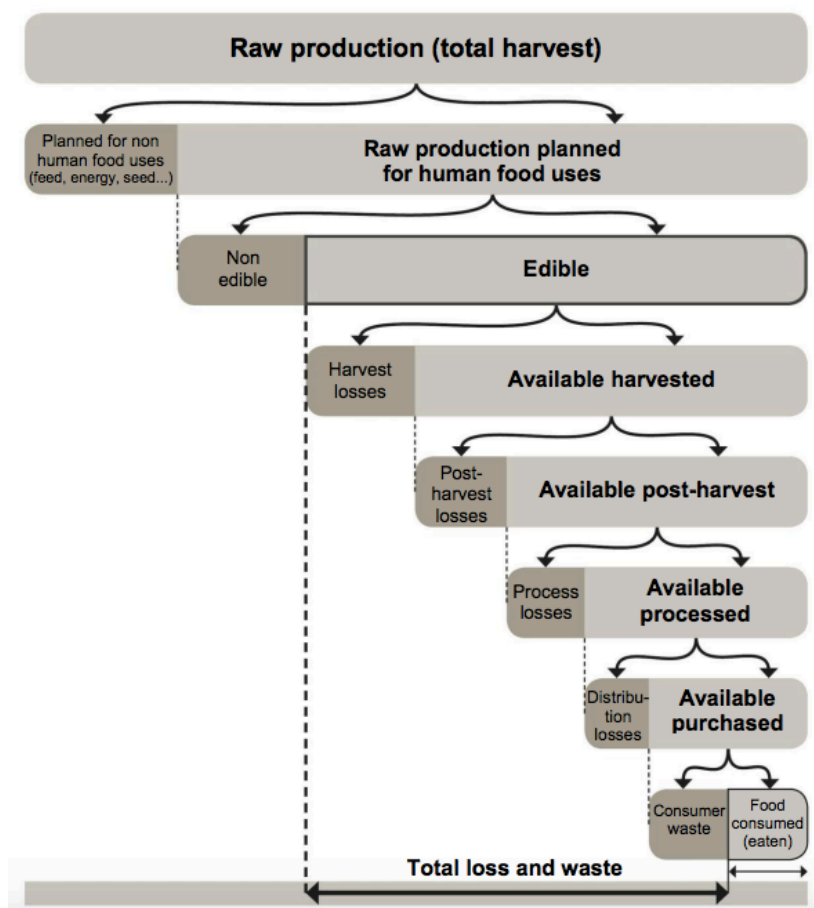 Raw production (total harvest)
Planned for non
human food uses
(feed, energy, seed...)
Raw production planned
for human food uses
Non
edible
Edible
Harvest
losses
Available harvested
Post-
harvest
losses
Available post-harvest
Process
losses
Available
processed
Distribu-
tion
losses
Available
purchased
Consumer
waste
Food
consumed
(eaten)
Total loss and waste